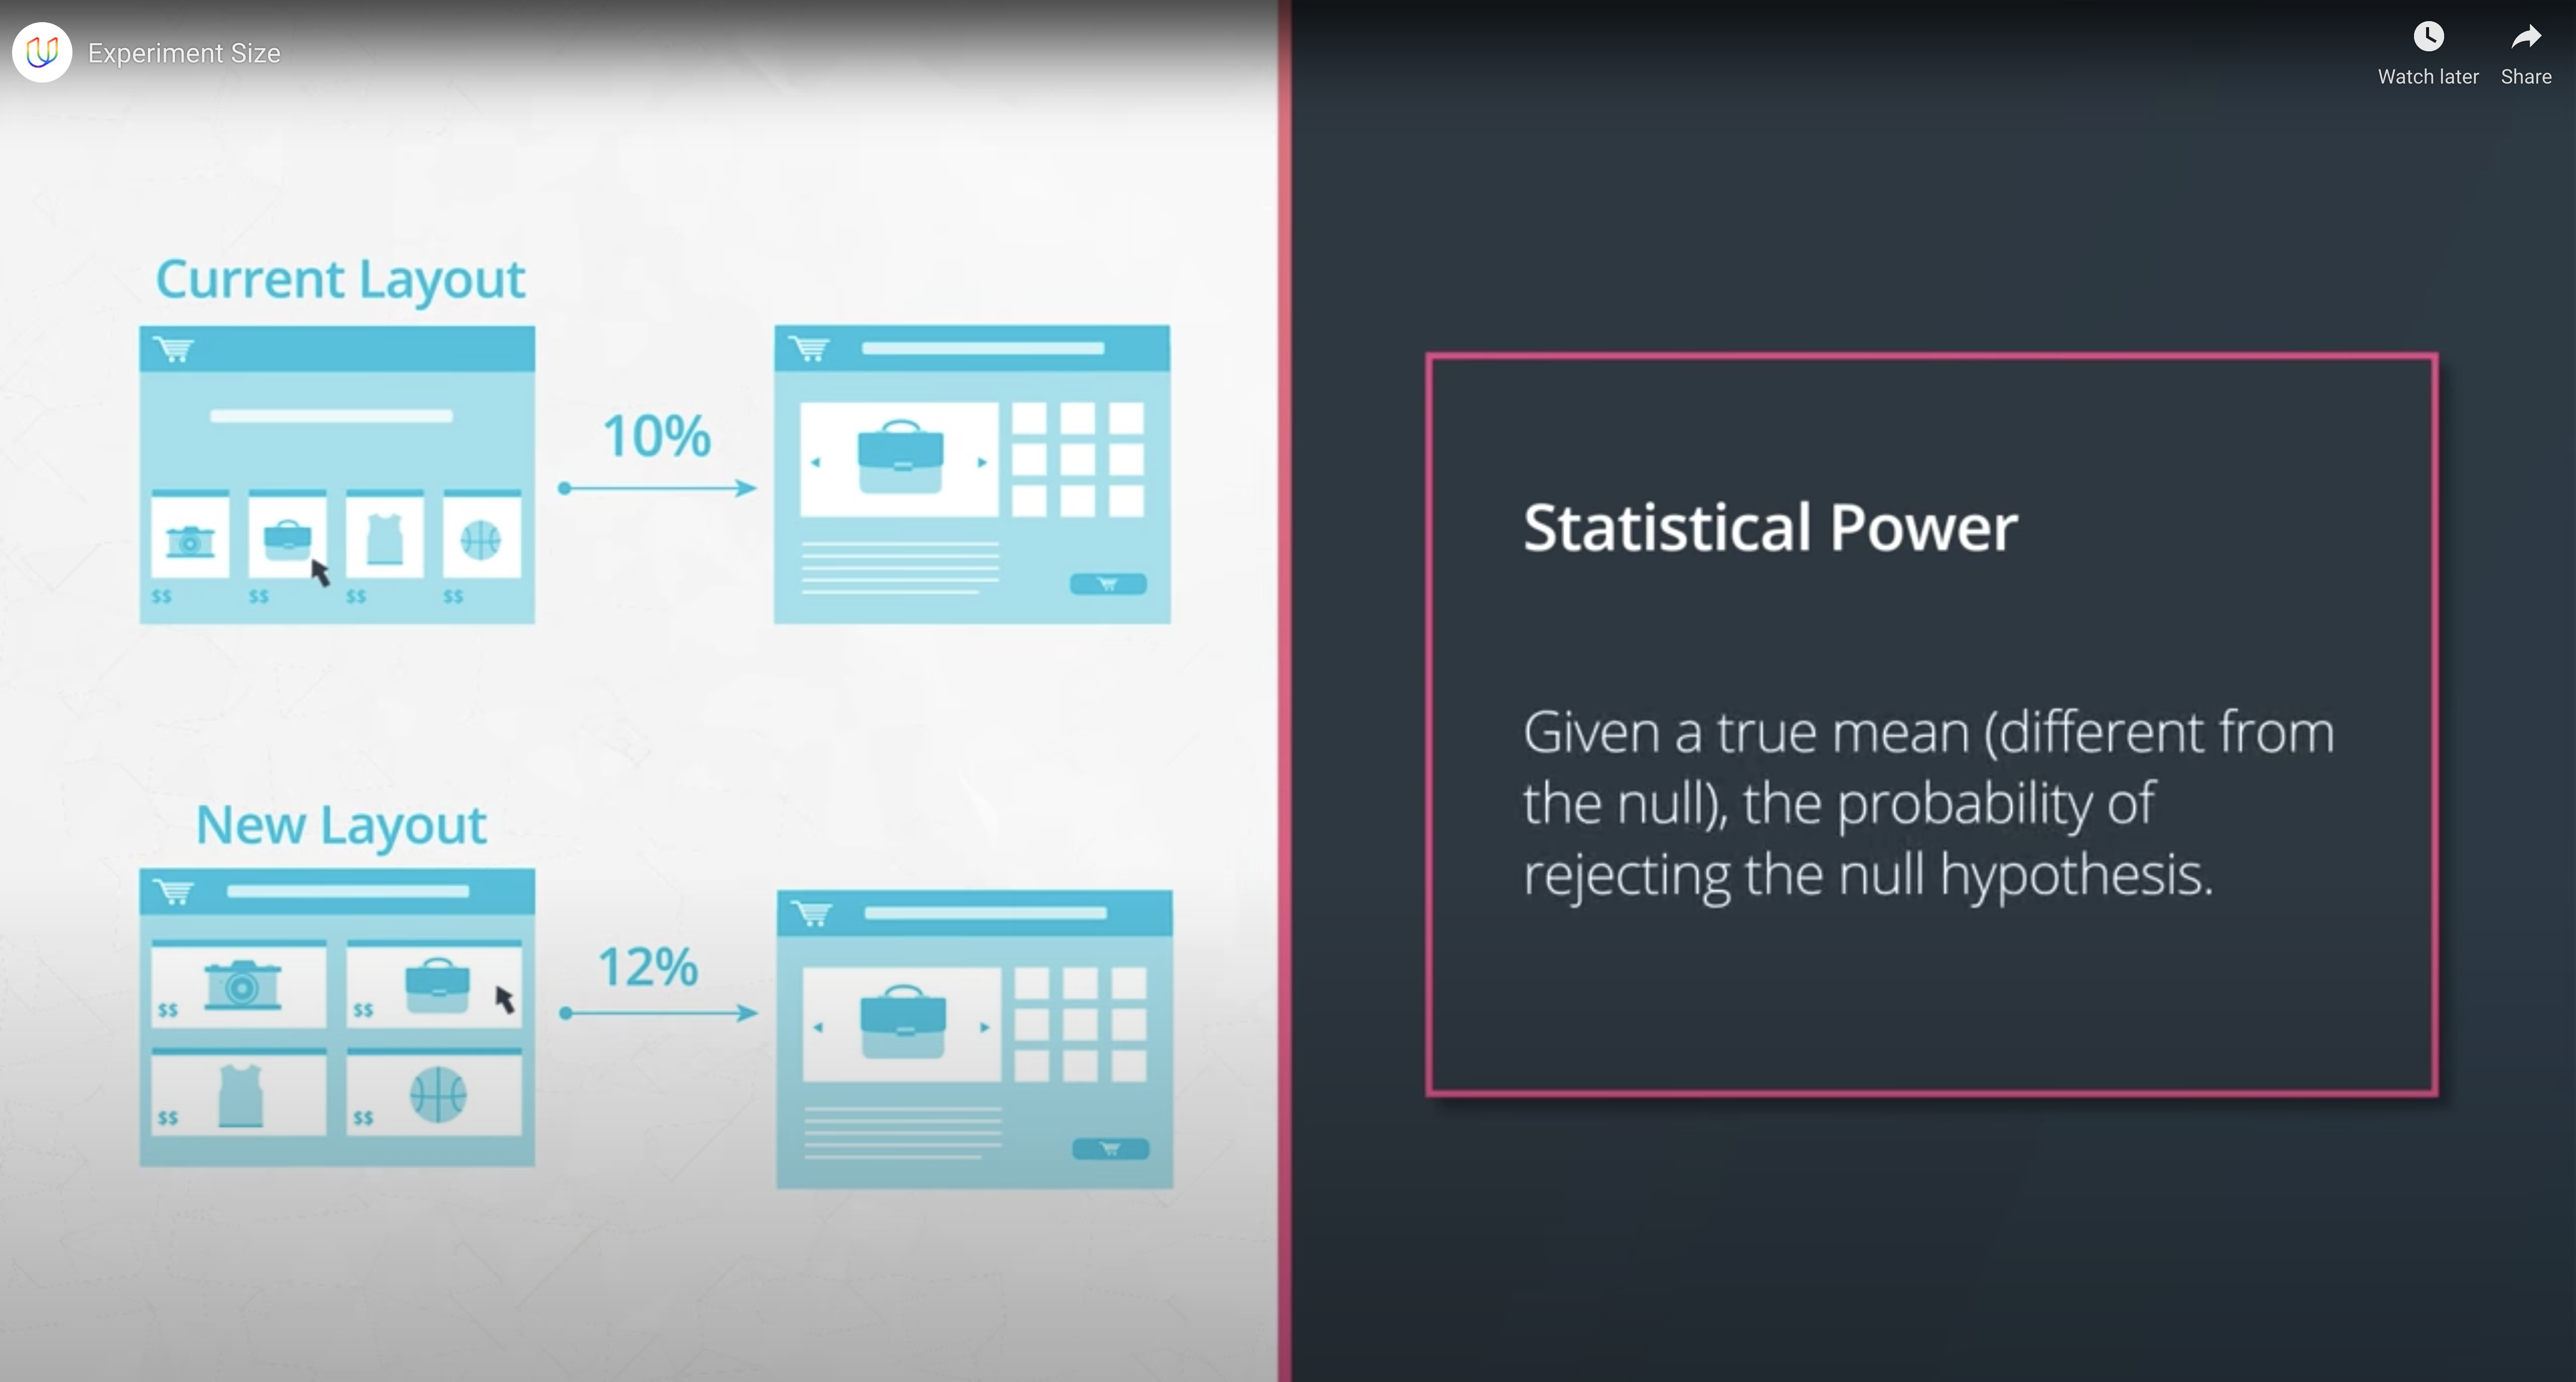 Experiment Size
Watch later
Share
Current Layout
10%
$$ $$ $$ $$
New Layout
12%
$$ $$
$$ $$
Statistical Power
Given a true mean (different from
the null), the probability of
rejecting the null hypothesis.